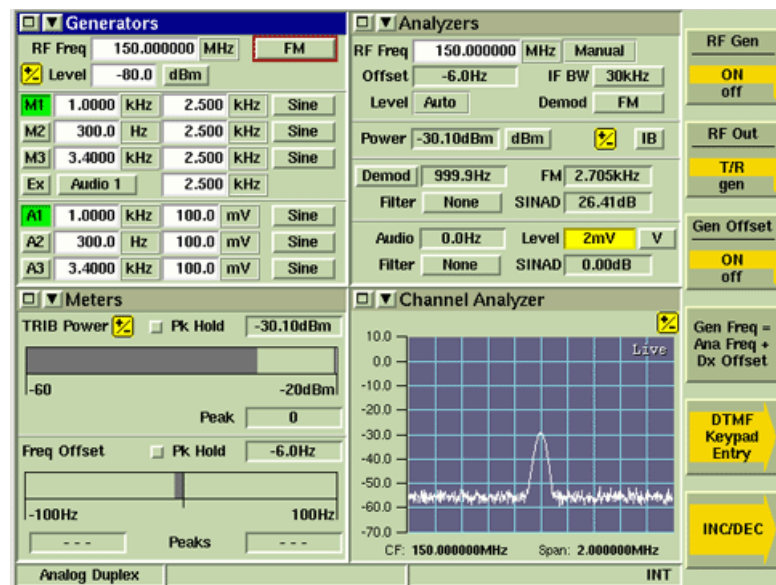 Generators
RF Freq 150.000000 MHz FM
Level -80.0 dBm
M1 1.0000 kHz 2.500 kHz Sine
M2 300.0 Hz 2.500 kHz Sine
M3 3.4000 kHz 2.500 kHz Sine
Ex Audio 1 2.500 kHz
A1 1.0000 kHz 100.0 mV Sine
A2 300.0 Hz 100.0 mV Sine
A3 3.4000 kHz 100.0 mV Sine
Analyzers
RF Freq 150.000000 MHz Manual
Offset -6.0Hz IF BW 30kHz
Level Auto Demod FM
Power -30.10dBm dBm IB
Demod 999.9Hz FM 2.705kHz
Filter None SINAD 26.41dB
Audio 0.0Hz Level 2mV V
Filter None SINAD 0.00dB
Meters
TRIB Power Pk Hold -30.10dBm
-60 -20dBm
Peak 0
Freq Offset Pk Hold -6.0Hz
-100Hz 100Hz
--- Peaks ---
Channel Analyzer
Live
10.0
0.0
-10.0
-20.0
-30.0
-40.0
-50.0
-60.0
-70.0
CF: 150.000000MHz Span: 2.000000MHz
RF Gen
ON
off
RF Out
T/R
gen
Gen Offset
ON
off
Gen Freq =
Ana Freq +
Dx Offset
DTMF
Keypad
Entry
INC/DEC
Analog Duplex INT